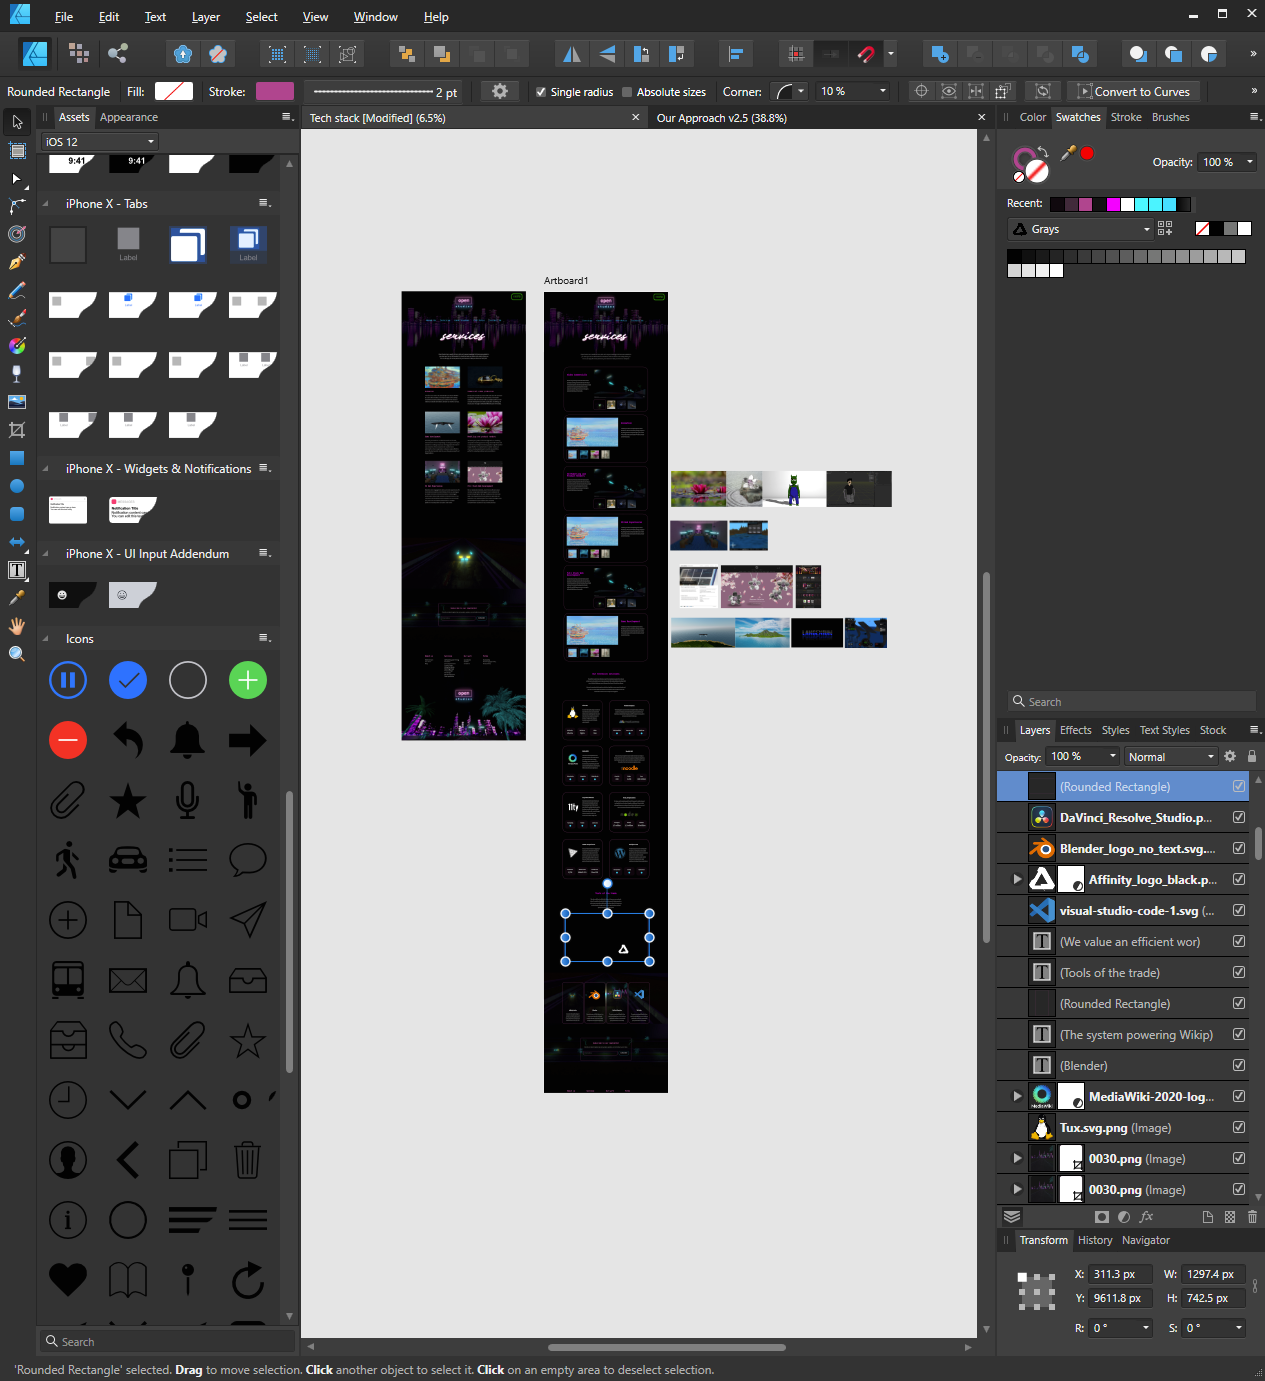 File Edit Text Layer Select View Window Help
Rounded Rectangle Fill: Stroke: 2 pt Single radius Absolute sizes Corner: 10 % Convert to Curves
Assets Appearance
iOS 12
9:41 9:41
iPhone X - Tabs
Label Label
iPhone X - Widgets & Notifications
Notification Title
iPhone X - UI Input Addendum
Icons
Search
Tech stack [Modified] (6.5%)
Our Approach v2.5 (38.8%)
Artboard1
open
services
open
services
open
moodle
Color Swatches Stroke Brushes
Opacity: 100 %
Recent:
Grays
Search
Layers Effects Styles Text Styles Stock
Opacity: 100 % Normal
(Rounded Rectangle)
DaVinci_Resolve_Studio.p...
Blender_logo_no_text.svg....
Affinity_logo_black.p...
visual-studio-code-1.svg (...
(We value an efficient wor)
(Tools of the trade)
(Rounded Rectangle)
(The system powering Wikip)
(Blender)
MediaWiki-2020-log...
Tux.svg.png (Image)
0030.png (Image)
0030.png (Image)
Transform History Navigator
X: 311.3 px W: 1297.4 px
Y: 9611.8 px H: 742.5 px
R: 0 ° S: 0 °
'Rounded Rectangle' selected. Drag to move selection. Click another object to select it. Click on an empty area to deselect selection.